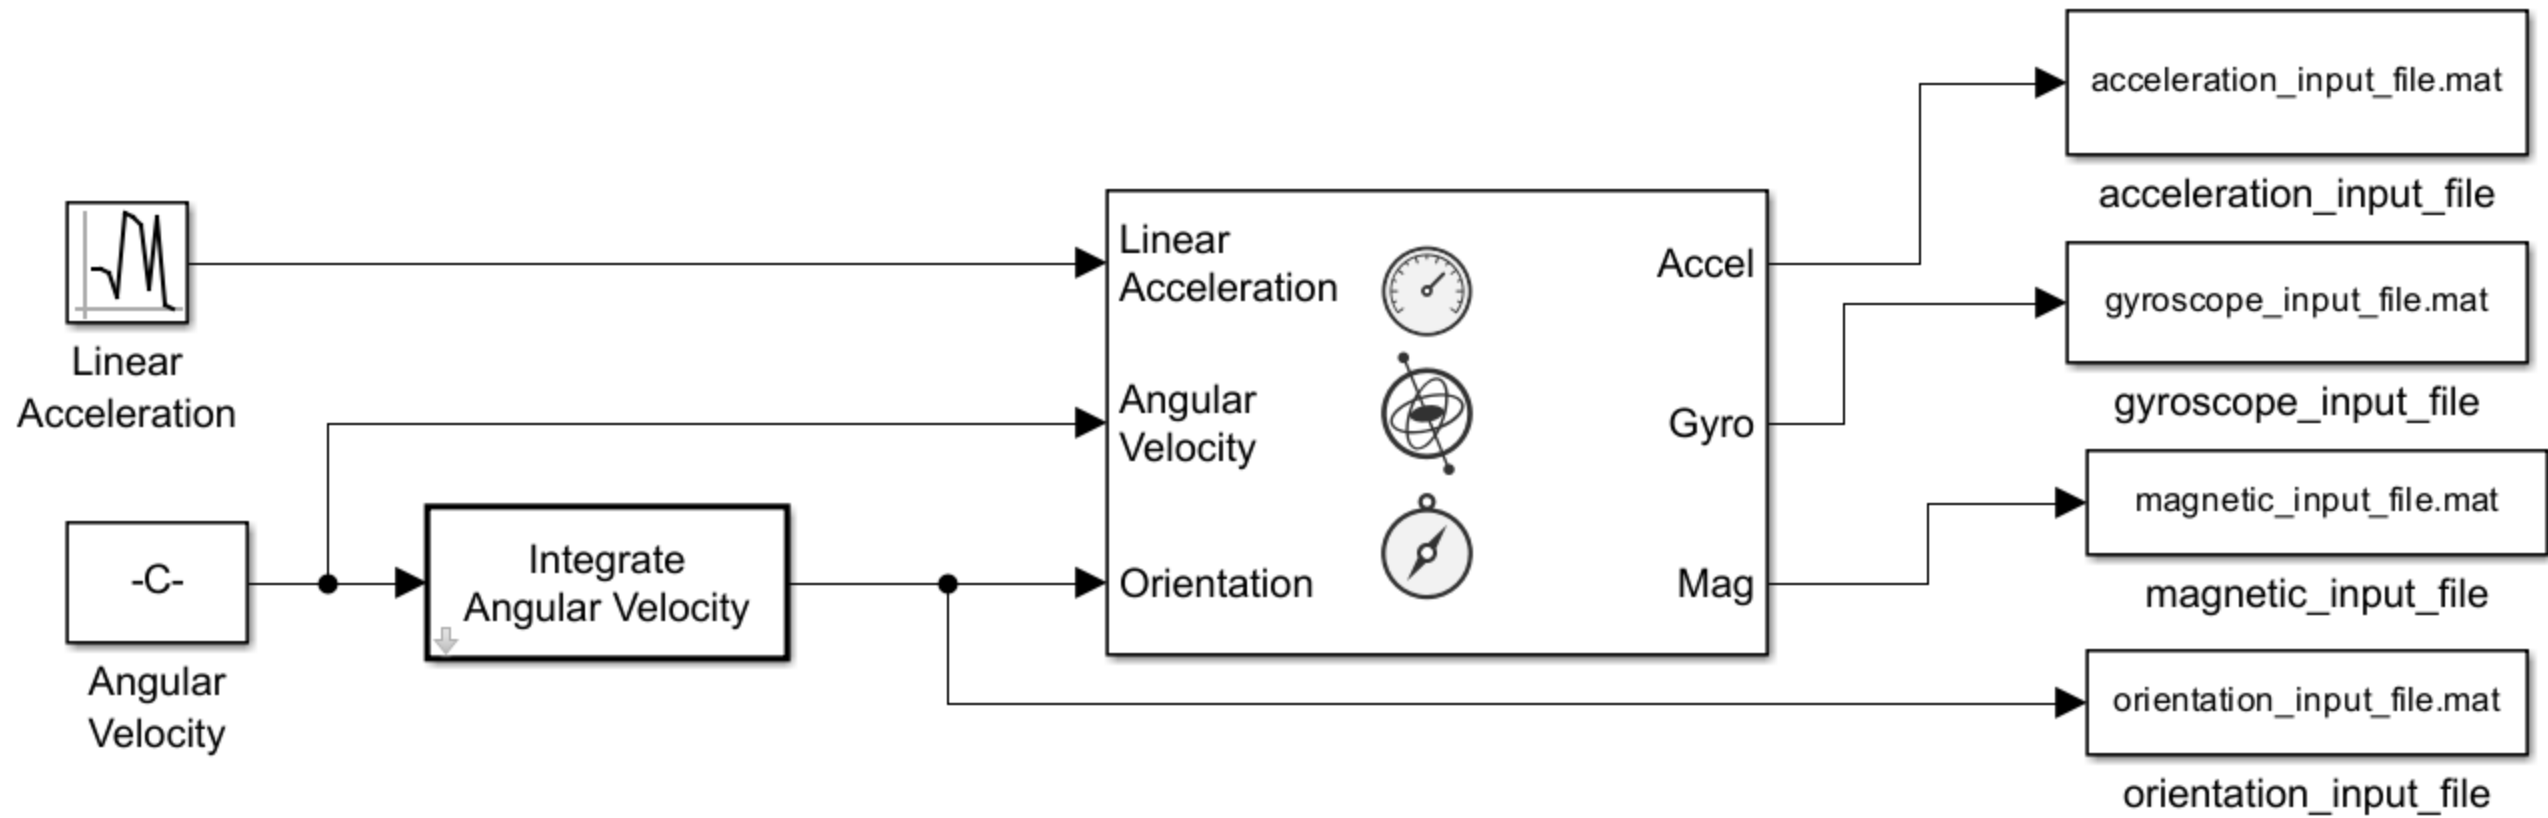 Linear
Acceleration
-C-
Angular
Velocity
Integrate
Angular Velocity
Linear
Acceleration
Angular
Velocity
Orientation
Accel
Gyro
Mag
acceleration_input_file.mat
acceleration_input_file
gyroscope_input_file.mat
gyroscope_input_file
magnetic_input_file.mat
magnetic_input_file
orientation_input_file.mat
orientation_input_file